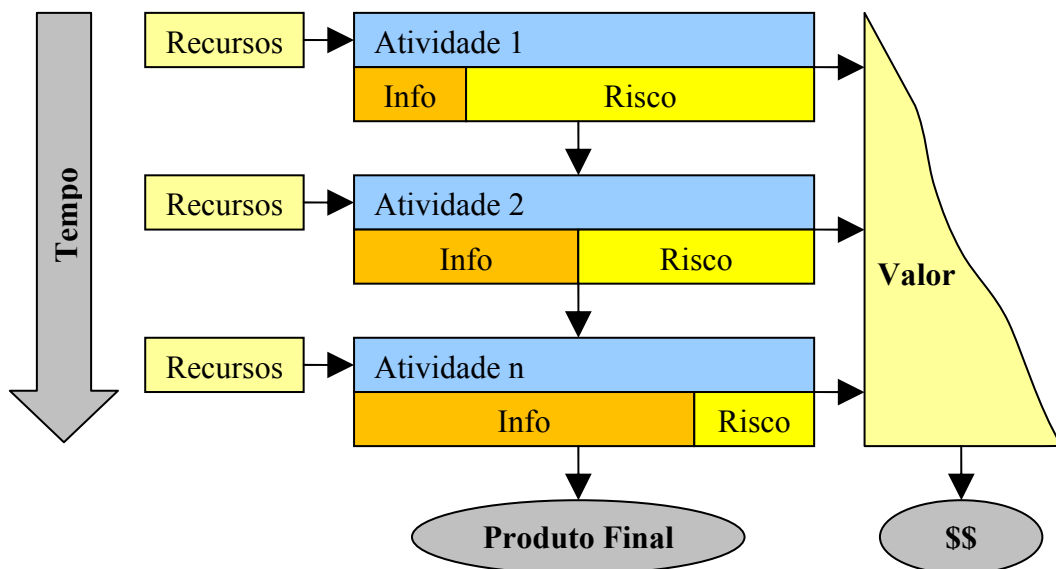 Tempo
Recursos
Atividade 1
Info
Risco
Recursos
Atividade 2
Info
Risco
Valor
Recursos
Atividade n
Info
Risco
Produto Final
$$